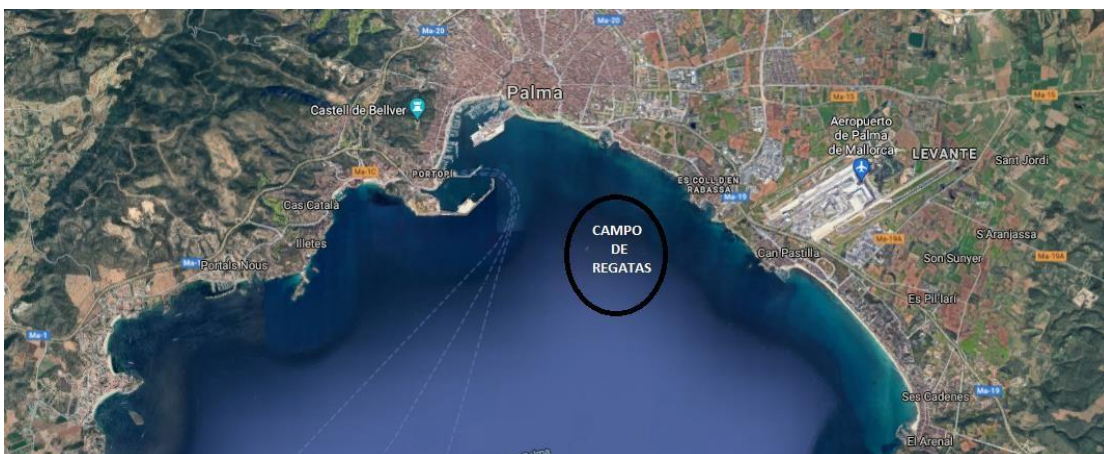 Ma-20
Ma-20
Palma
Castell de Bellver
Ma-15
Ma-15
Aeropuerto
de Palma
de Mallorca
LEVANTE
Sant Jordi
PORTOPÍ
Ma-1C
ES COLL D'EN
RABASSA
Ma-19
Cas Català
Illetes
CAMPO
DE
REGATAS
S'Aranjassa
Ma-19A
Can Pastilla
Son Sunyer
Ma-19A
Portals Nous
Es Pil·larí
Ma-1
Ma-19
Ses Cadenes
El Arenal